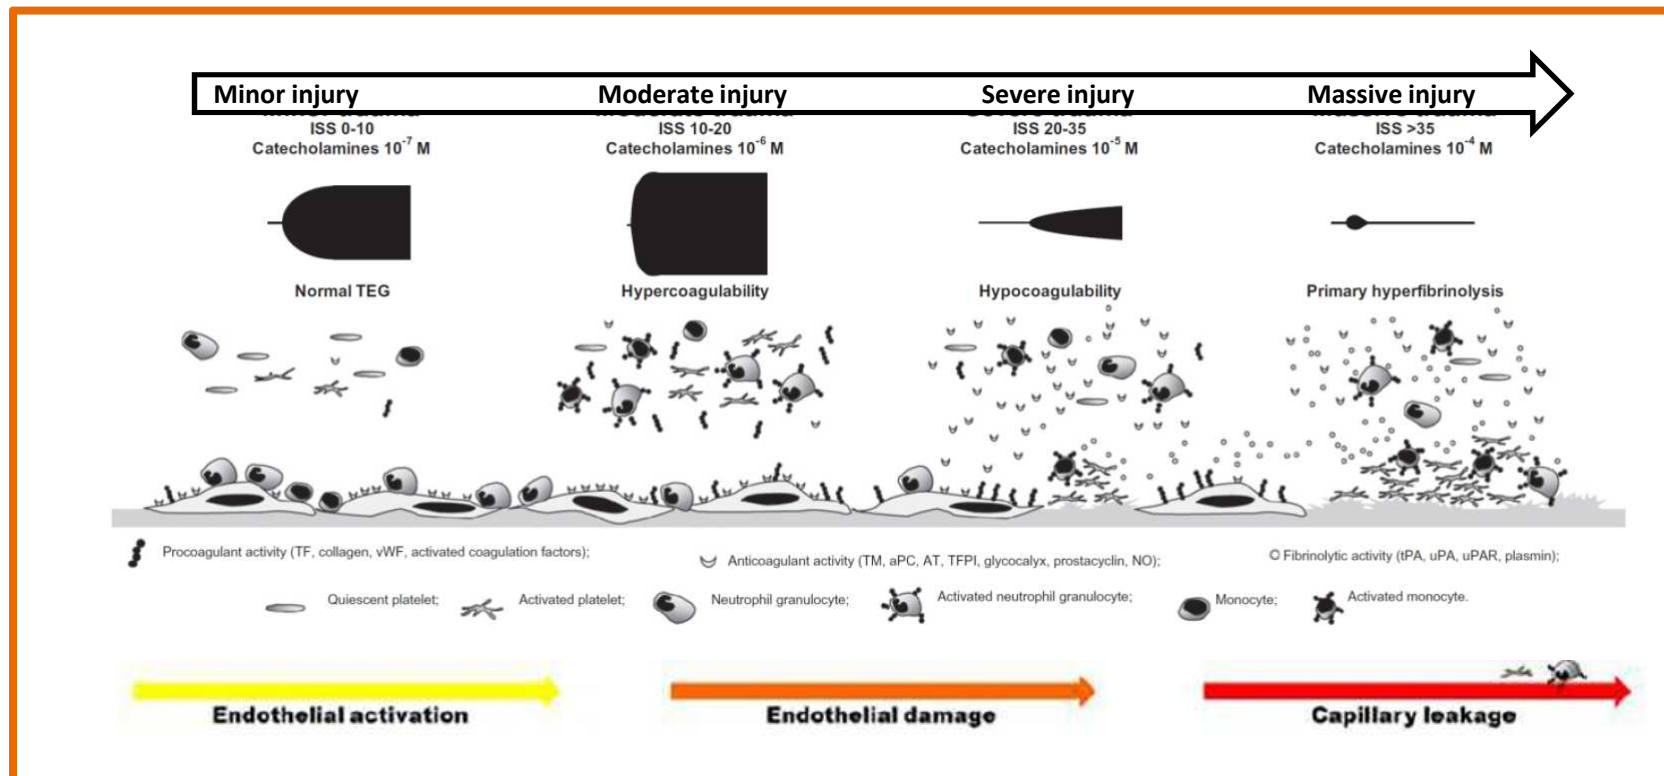 Minor injury Moderate injury Severe injury Massive injury
ISS 0-10 ISS 10-20 ISS 20-35 ISS >35
Catecholamines 10⁻⁷ M Catecholamines 10⁻⁶ M Catecholamines 10⁻⁵ M Catecholamines 10⁻⁴ M
Normal TEG Hypercoagulability Hypocoagulability Primary hyperfibrinolysis
Procoagulant activity (TF, collagen, vWF, activated coagulation factors); Anticoagulant activity (TM, aPC, AT, TFPI, glycocalyx, prostacyclin, NO); Fibrinolytic activity (tPA, uPA, uPAR, plasmin);
Quiescent platelet; Activated platelet; Neutrophil granulocyte; Activated neutrophil granulocyte; Monocyte; Activated monocyte.
Endothelial activation Endothelial damage Capillary leakage